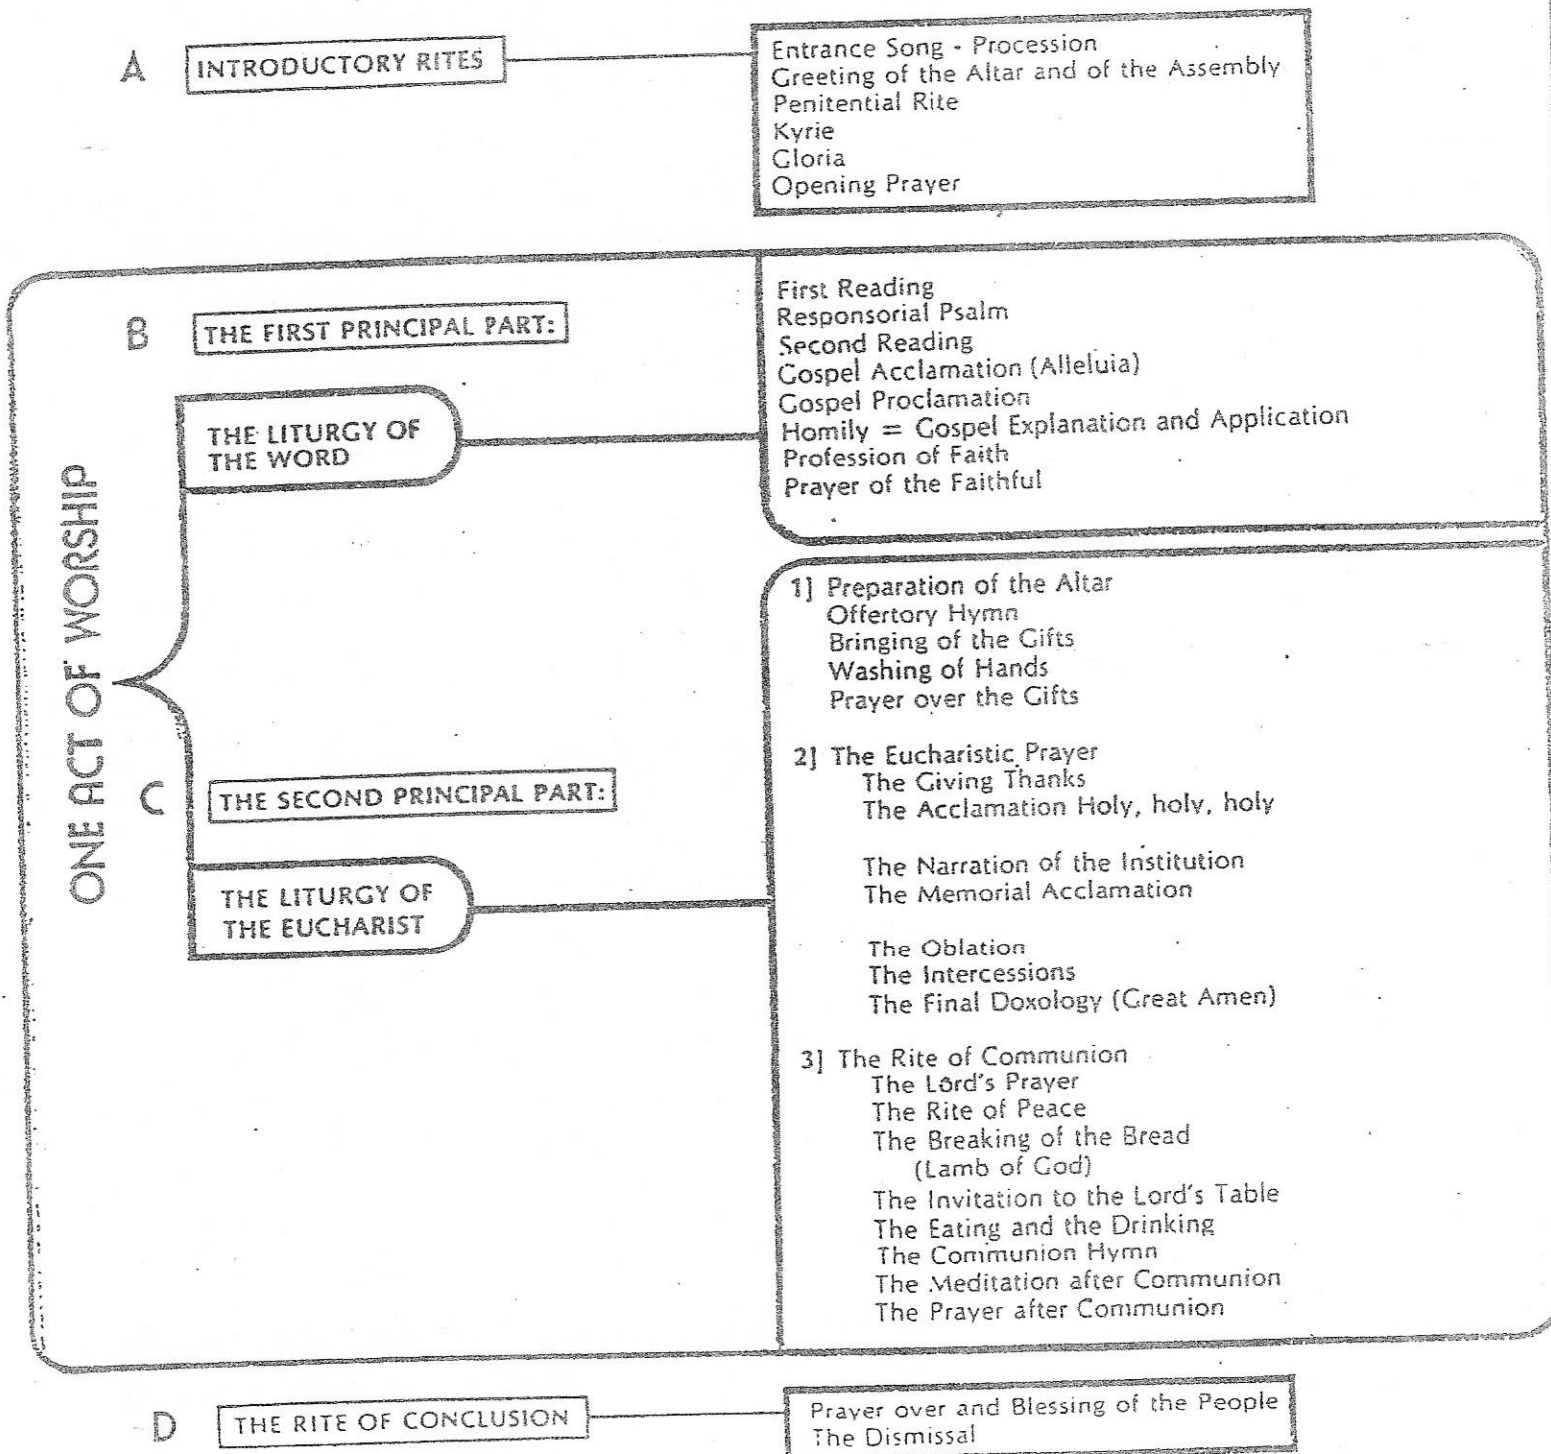 A INTRODUCTORY RITES
Entrance Song - Procession
Greeting of the Altar and of the Assembly
Penitential Rite
Kyrie
Gloria
Opening Prayer
ONE ACT OF WORSHIP
B THE FIRST PRINCIPAL PART:
THE LITURGY OF
THE WORD
First Reading
Responsorial Psalm
Second Reading
Gospel Acclamation (Alleluia)
Gospel Proclamation
Homily = Gospel Explanation and Application
Profession of Faith
Prayer of the Faithful
C THE SECOND PRINCIPAL PART:
THE LITURGY OF
THE EUCHARIST
1] Preparation of the Altar
Offertory Hymn
Bringing of the Gifts
Washing of Hands
Prayer over the Gifts
2] The Eucharistic Prayer
The Giving Thanks
The Acclamation Holy, holy, holy
The Narration of the Institution
The Memorial Acclamation
The Oblation
The Intercessions
The Final Doxology (Great Amen)
3] The Rite of Communion
The Lord's Prayer
The Rite of Peace
The Breaking of the Bread
(Lamb of God)
The Invitation to the Lord's Table
The Eating and the Drinking
The Communion Hymn
The Meditation after Communion
The Prayer after Communion
D THE RITE OF CONCLUSION
Prayer over and Blessing of the People
The Dismissal